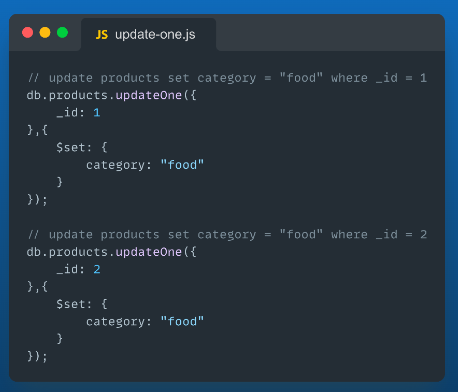 JS update-one.js
// update products set category = "food" where _id = 1
db.products.updateOne({
    _id: 1
},{
    $set: {
        category: "food"
    }
});

// update products set category = "food" where _id = 2
db.products.updateOne({
    _id: 2
},{
    $set: {
        category: "food"
    }
});